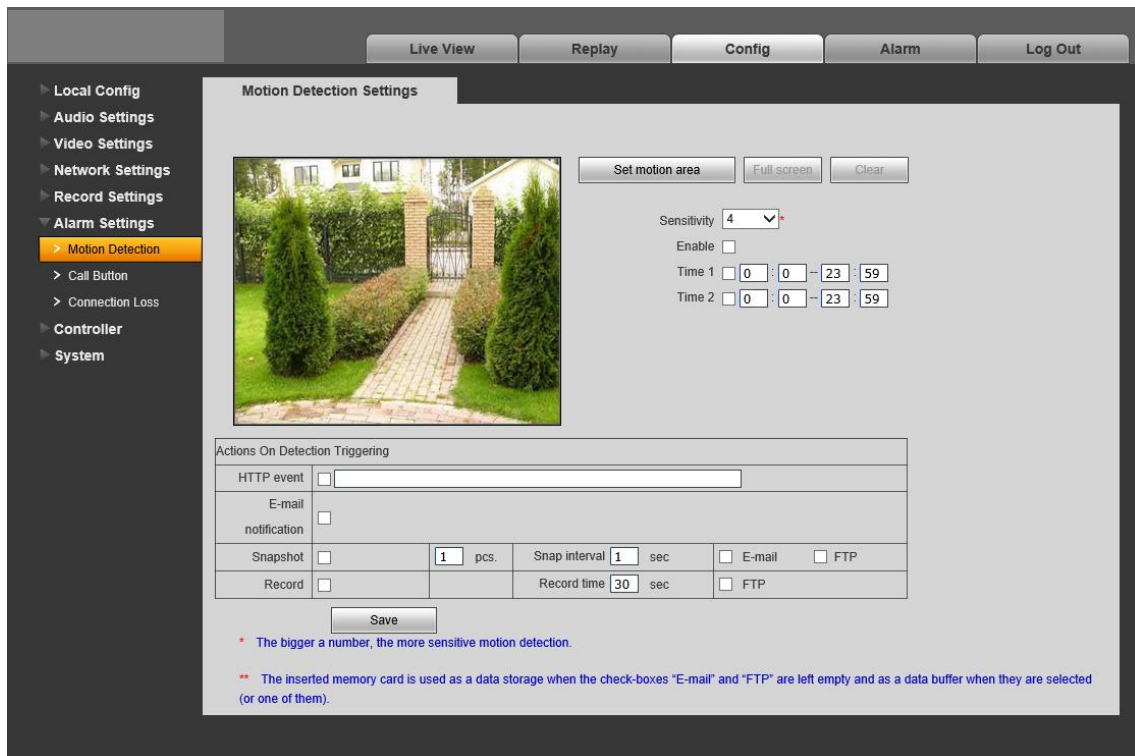 Live View Replay Config Alarm Log Out
Local Config
Audio Settings
Video Settings
Network Settings
Record Settings
Alarm Settings
> Motion Detection
> Call Button
> Connection Loss
Controller
System
Motion Detection Settings
Set motion area Full screen Clear
Sensitivity 4 *
Enable
Time 1 0 : 0 -- 23 : 59
Time 2 0 : 0 -- 23 : 59
Actions On Detection Triggering
HTTP event
E-mail
notification
Snapshot 1 pcs. Snap interval 1 sec E-mail FTP
Record Record time 30 sec FTP
Save
* The bigger a number, the more sensitive motion detection.
** The inserted memory card is used as a data storage when the check-boxes “E-mail” and “FTP” are left empty and as a data buffer when they are selected
(or one of them).